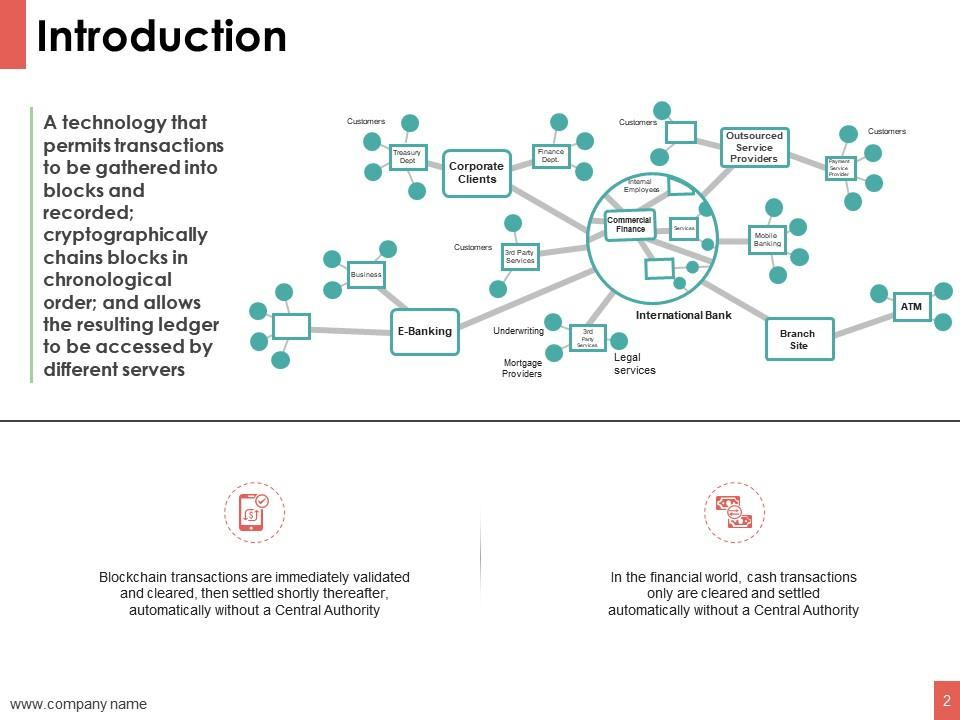 Introduction
A technology that
permits transactions
to be gathered into
blocks and
recorded;
cryptographically
chains blocks in
chronological
order; and allows
the resulting ledger
to be accessed by
different servers
Customers
Treasury
Dept
Corporate
Clients
Finance
Dept.
Customers
Outsourced
Service
Providers
Customers
Payment
Service
Provider
Internal
Employees
Commercial
Finance
Services
Mobile
Banking
Customers
3rd Party
Services
Business
E-Banking
International Bank
Underwriting
3rd
Party
Services
Mortgage
Providers
Legal
services
Branch
Site
ATM
Blockchain transactions are immediately validated
and cleared, then settled shortly thereafter,
automatically without a Central Authority
In the financial world, cash transactions
only are cleared and settled
automatically without a Central Authority
www.company name
2